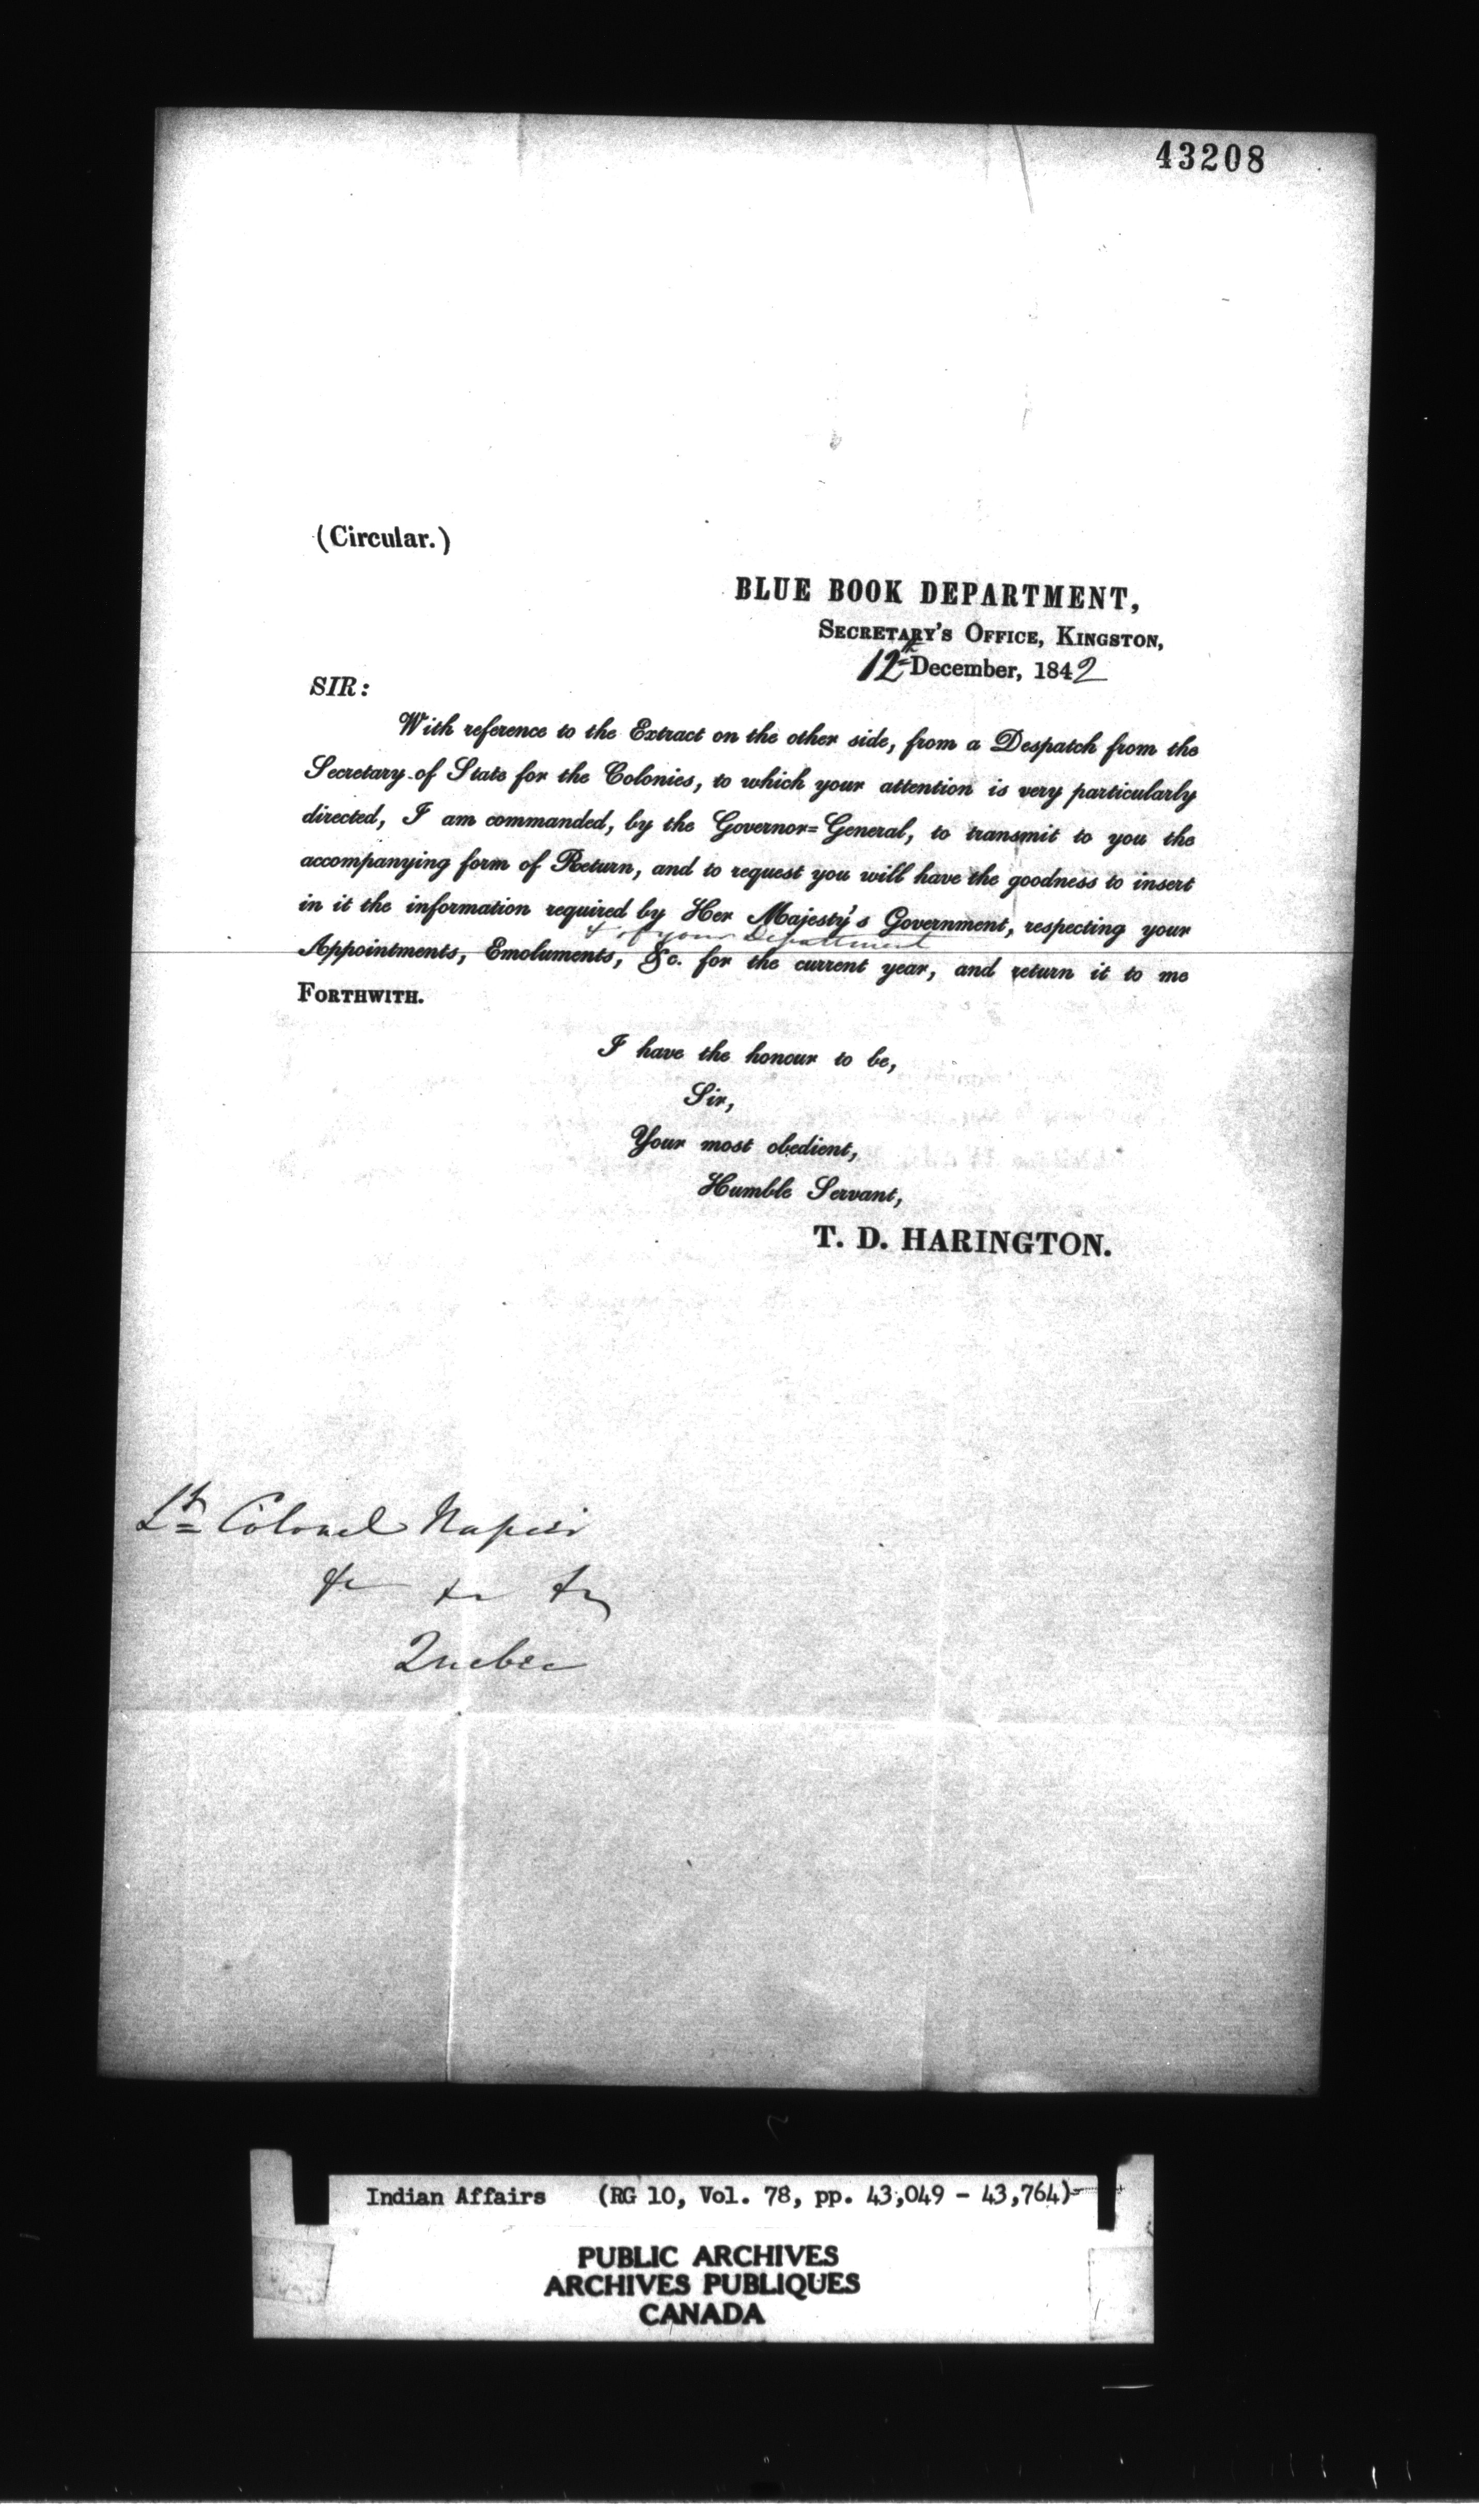 43208
(Circular.)
BLUE BOOK DEPARTMENT,
SECRETARY'S OFFICE, KINGSTON,
12th December, 1842
SIR:
With reference to the Extract on the other side, from a Despatch from the
Secretary of State for the Colonies, to which your attention is very particularly
directed, I am commanded, by the Governor=General, to transmit to you the
accompanying form of Return, and to request you will have the goodness to insert
in it the information required by Her Majesty's Government, respecting your
& of your Department
Appointments, Emoluments, &c. for the current year, and return it to me
FORTHWITH.
I have the honour to be,
Sir,
Your most obedient,
Humble Servant,
T. D. HARINGTON.
Lt Colonel Napier
&c &c &c
Quebec
Indian Affairs (RG 10, Vol. 78, pp. 43,049 - 43,764)
PUBLIC ARCHIVES
ARCHIVES PUBLIQUES
CANADA